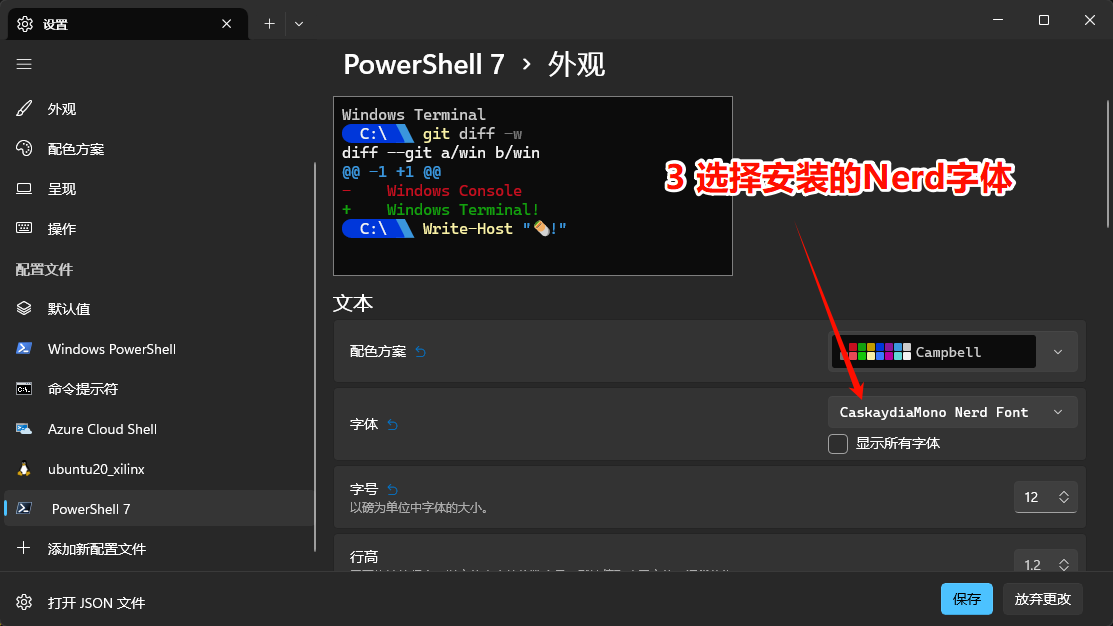 设置
PowerShell 7 › 外观
外观
配色方案
呈现
操作
配置文件
默认值
Windows PowerShell
命令提示符
Azure Cloud Shell
ubuntu20_xilinx
PowerShell 7
添加新配置文件
打开 JSON 文件
Windows Terminal
C:\ git diff -w
diff --git a/win b/win
@@ -1 +1 @@
-    Windows Console
+    Windows Terminal!
C:\ Write-Host "!"
3 选择安装的Nerd字体
文本
配色方案
Campbell
字体
CaskaydiaMono Nerd Font
显示所有字体
字号
以磅为单位中字体的大小。
12
行高
1.2
保存
放弃更改